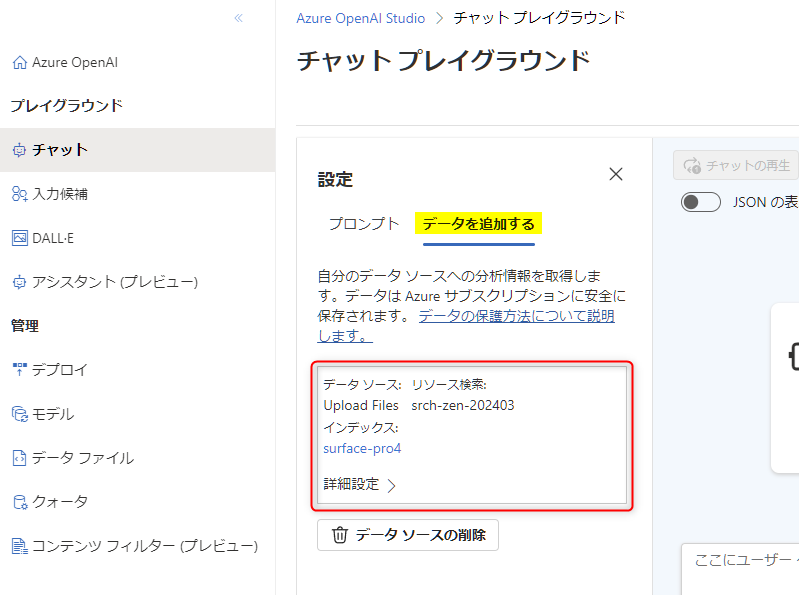 «
Azure OpenAI
プレイグラウンド
チャット
入力候補
DALL·E
アシスタント (プレビュー)
管理
デプロイ
モデル
データ ファイル
クォータ
コンテンツ フィルター (プレビュー)
Azure OpenAI Studio > チャット プレイグラウンド
チャット プレイグラウンド
設定
プロンプト データを追加する
自分のデータ ソースへの分析情報を取得しま
す。データは Azure サブスクリプションに安全に
保存されます。 データの保護方法について説明
します。
データ ソース: リソース検索:
Upload Files srch-zen-202403
インデックス:
surface-pro4
詳細設定 >
データ ソースの削除
チャットの再生
JSON の表
ここにユーザー